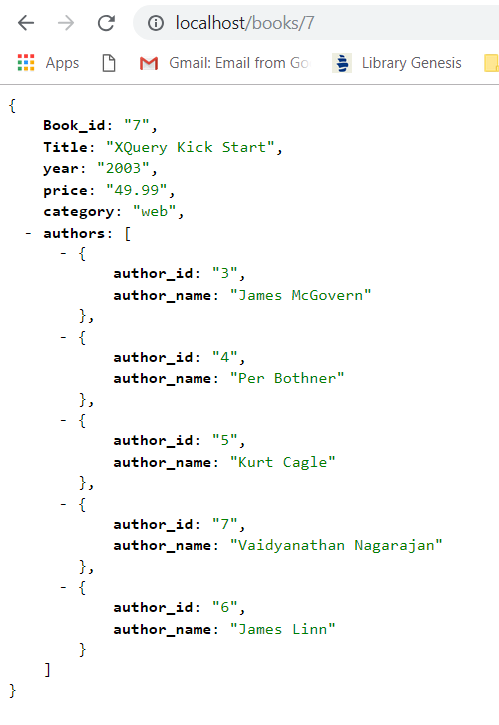 localhost/books/7
Apps Gmail: Email from Go Library Genesis
{
Book_id: "7",
Title: "XQuery Kick Start",
year: "2003",
price: "49.99",
category: "web",
- authors: [
- {
author_id: "3",
author_name: "James McGovern"
},
- {
author_id: "4",
author_name: "Per Bothner"
},
- {
author_id: "5",
author_name: "Kurt Cagle"
},
- {
author_id: "7",
author_name: "Vaidyanathan Nagarajan"
},
- {
author_id: "6",
author_name: "James Linn"
}
]
}